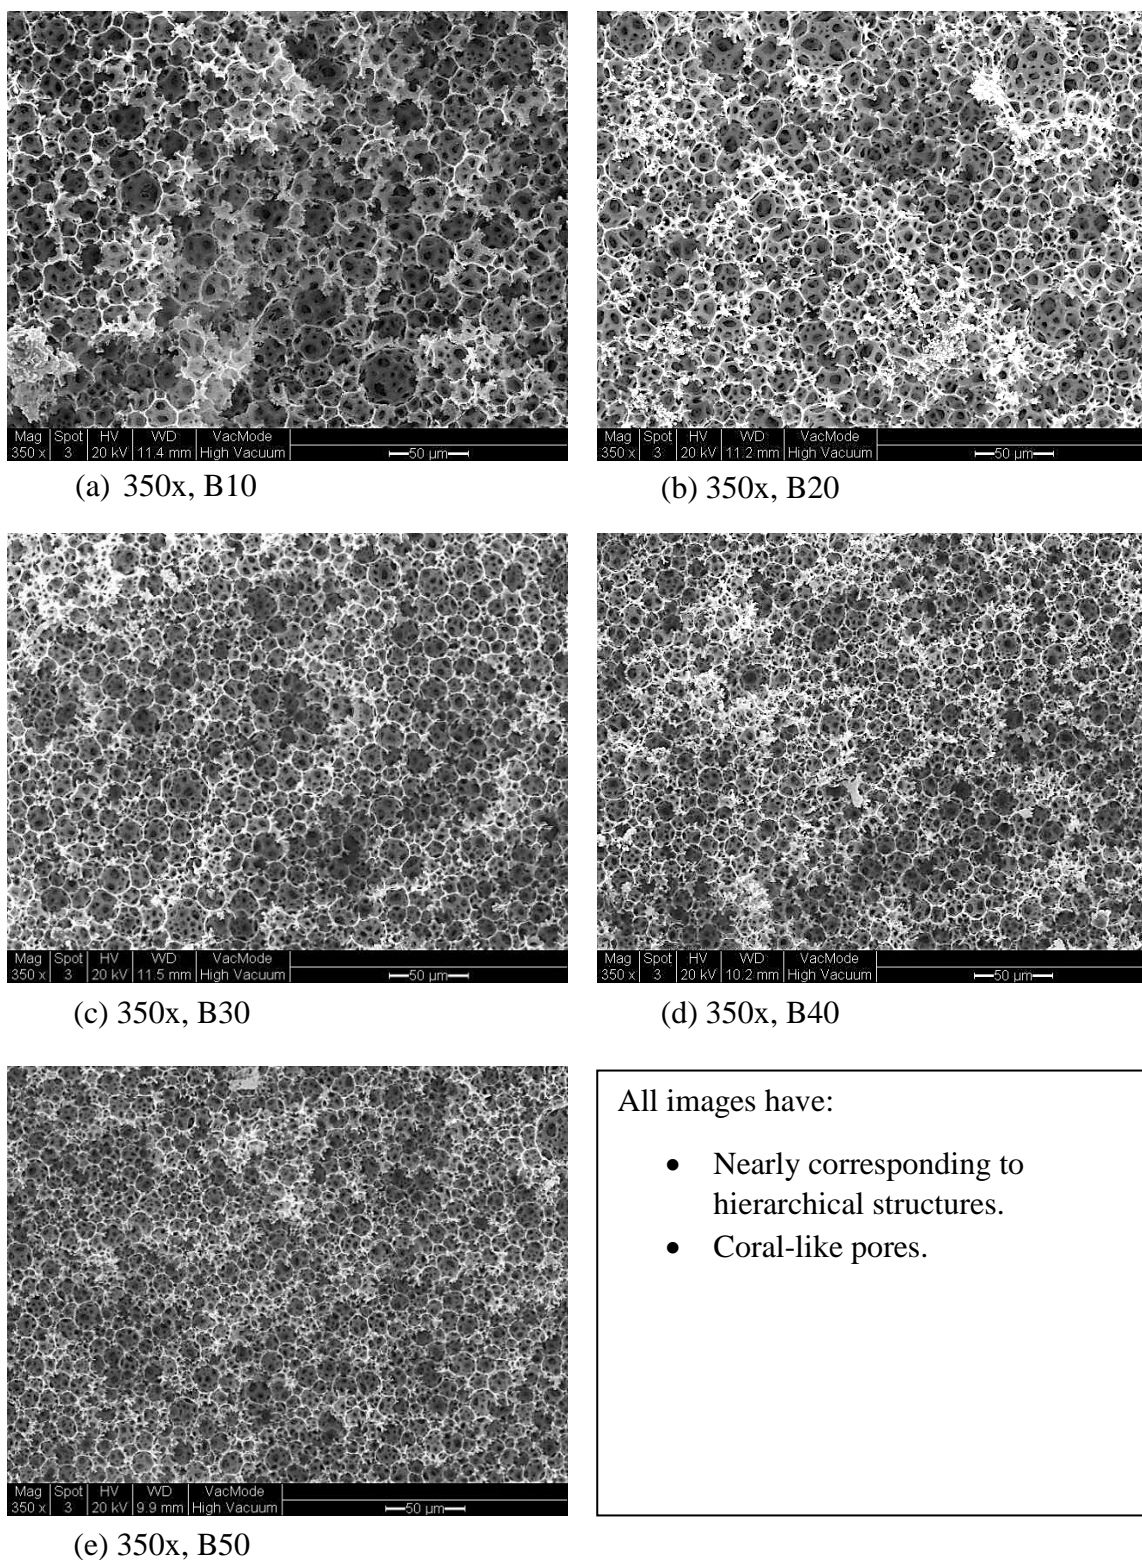 Mag Spot HV WD VacMode
350 x 3 20 kV 11.4 mm High Vacuum 50 µm
Mag Spot HV WD VacMode
350 x 3 20 kV 11.2 mm High Vacuum 50 µm
(a) 350x, B10
(b) 350x, B20
Mag Spot HV WD VacMode
350 x 3 20 kV 11.5 mm High Vacuum 50 µm
Mag Spot HV WD VacMode
350 x 3 20 kV 10.2 mm High Vacuum 50 µm
(c) 350x, B30
(d) 350x, B40
Mag Spot HV WD VacMode
350 x 3 20 kV 9.9 mm High Vacuum 50 µm
All images have:
• Nearly corresponding to
hierarchical structures.
• Coral-like pores.
(e) 350x, B50